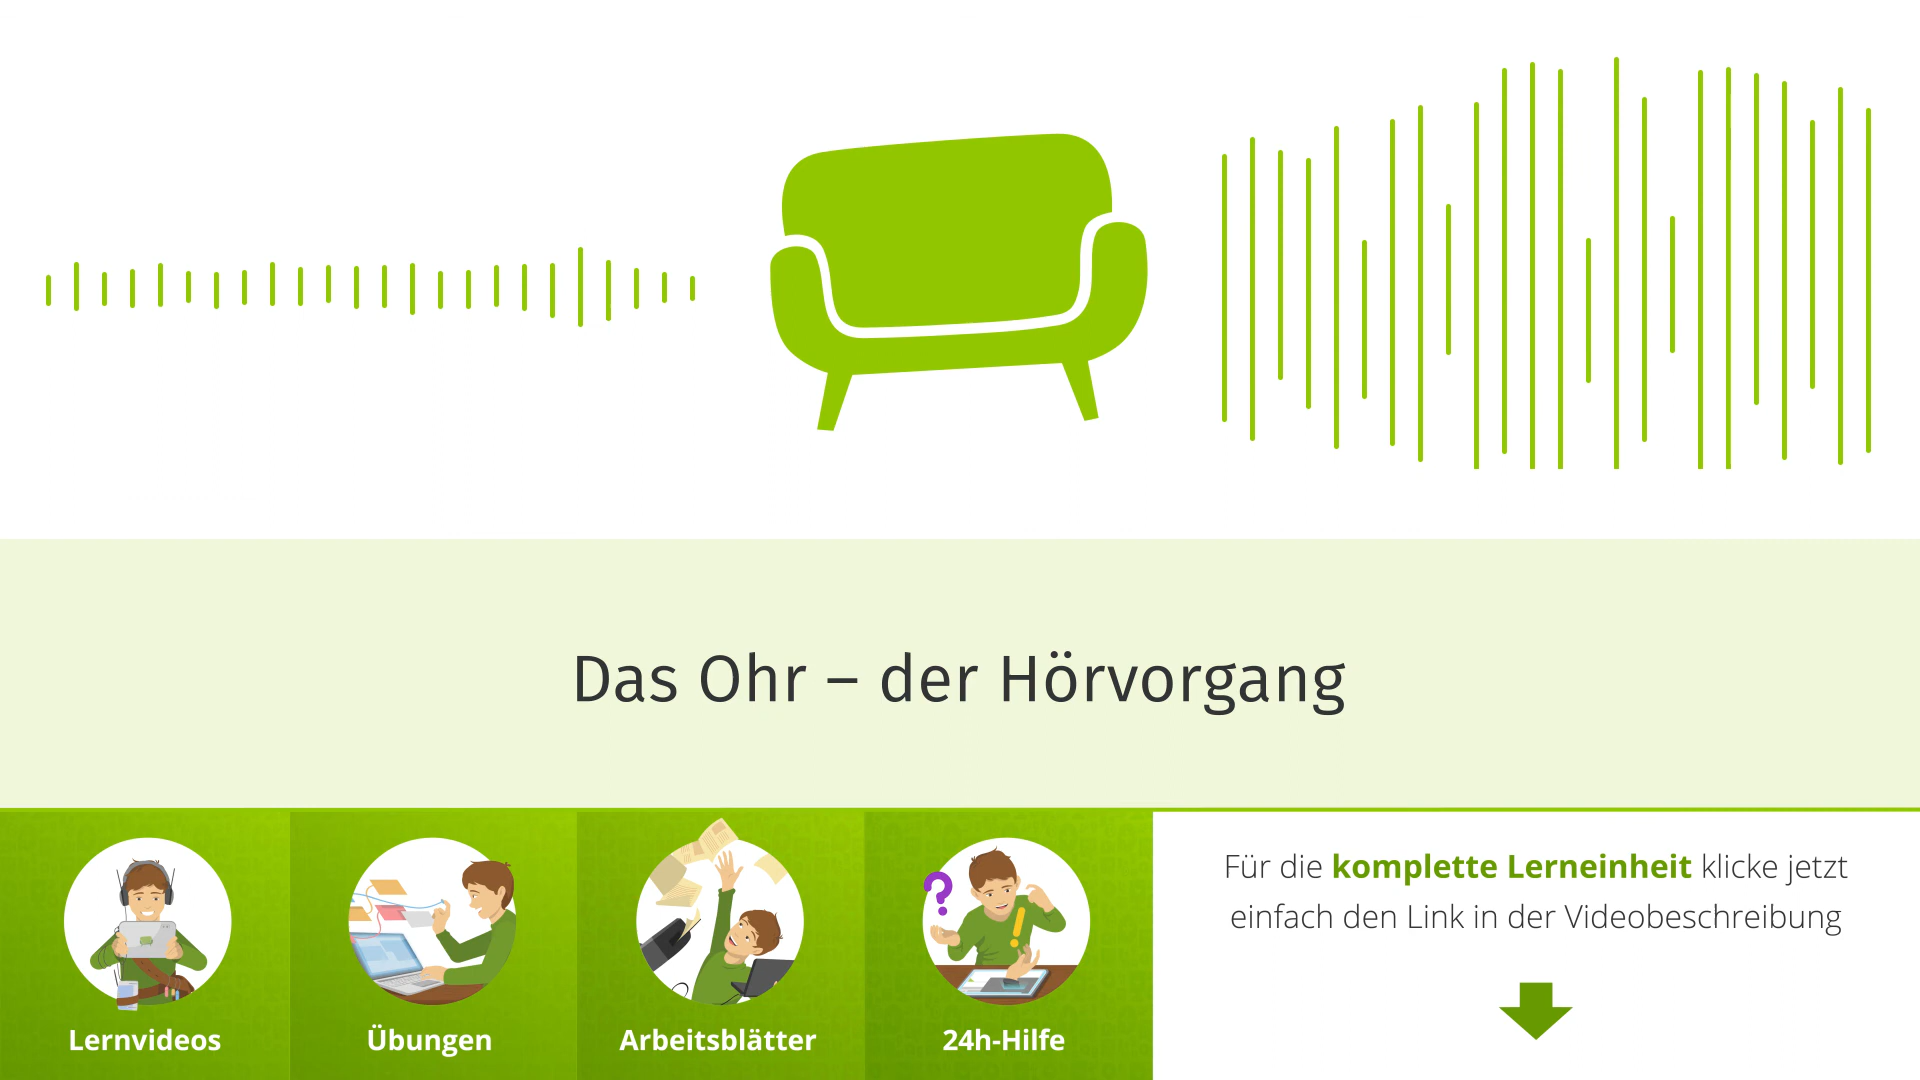 Das Ohr – der Hörvorgang
Lernvideos
Übungen
Arbeitsblätter
24h-Hilfe
Für die komplette Lerneinheit klicke jetzt
einfach den Link in der Videobeschreibung